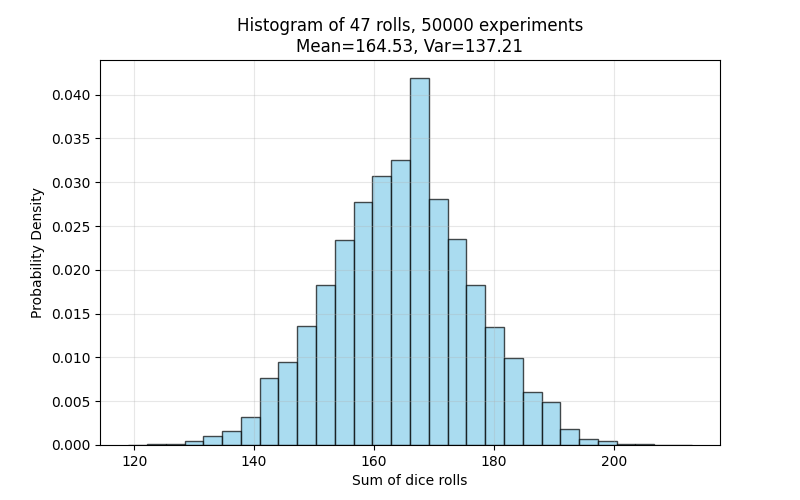 Histogram of 47 rolls, 50000 experiments
Mean=164.53, Var=137.21
0.040
0.035
0.030
0.025
0.020
0.015
0.010
0.005
0.000
Probability Density
120 140 160 180 200
Sum of dice rolls